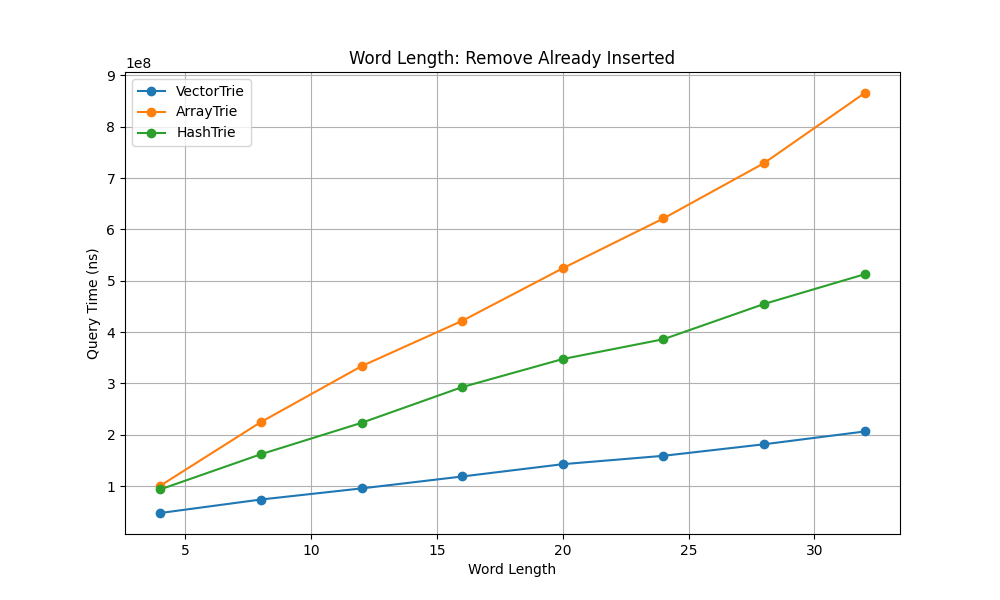 Word Length: Remove Already Inserted
1e8
9
8
7
6
5
4
3
2
1
Query Time (ns)
VectorTrie
ArrayTrie
HashTrie
5 10 15 20 25 30
Word Length